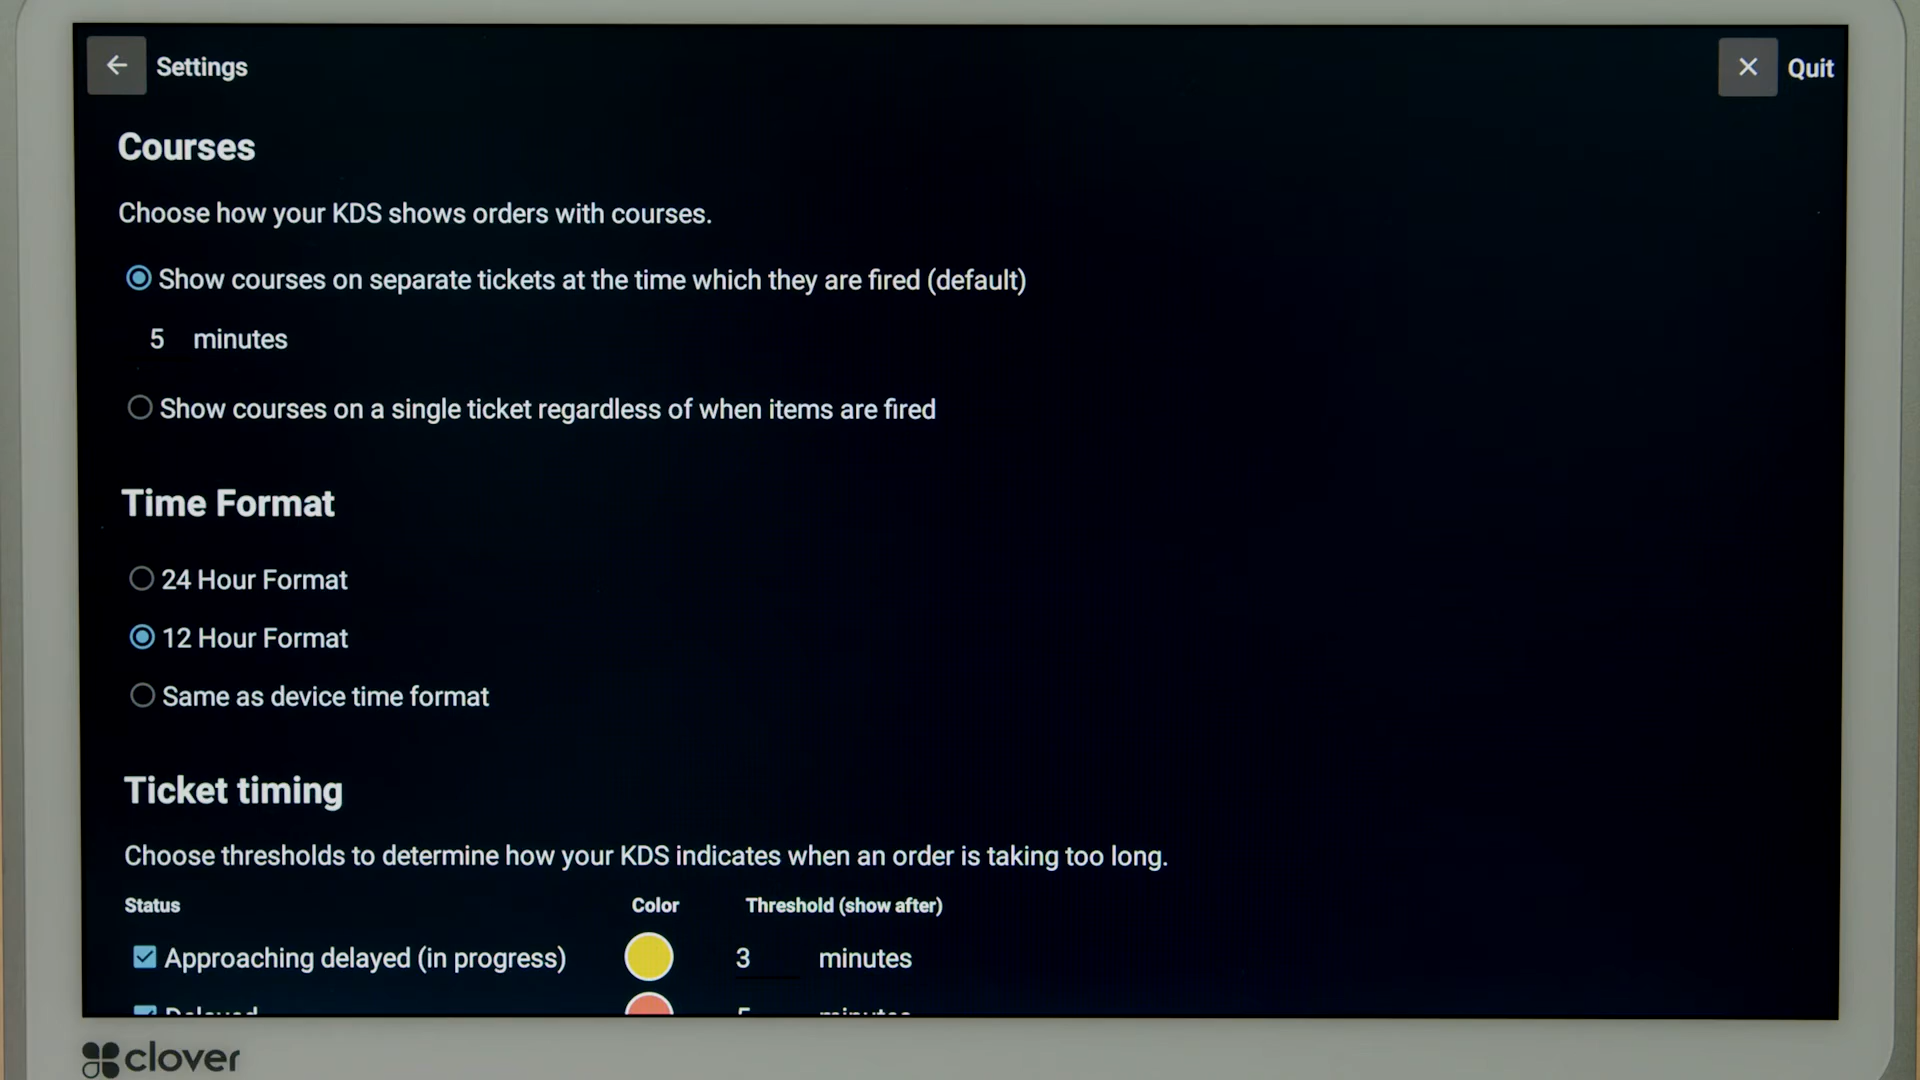 Settings
Quit
Courses
Choose how your KDS shows orders with courses.
Show courses on separate tickets at the time which they are fired (default)
5 minutes
Show courses on a single ticket regardless of when items are fired
Time Format
24 Hour Format
12 Hour Format
Same as device time format
Ticket timing
Choose thresholds to determine how your KDS indicates when an order is taking too long.
Status Color Threshold (show after)
Approaching delayed (in progress) 3 minutes
Delayed 5 minutes
clover